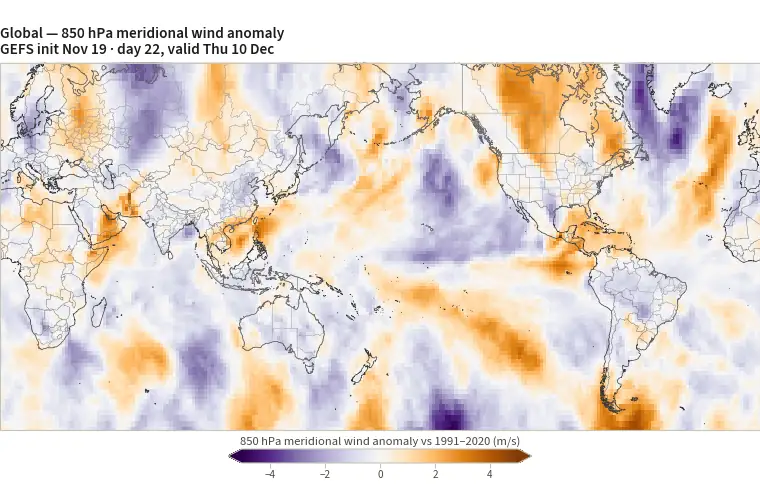 Global — 850 hPa meridional wind anomaly
GEFS init Nov 19 · day 22, valid Thu 10 Dec
850 hPa meridional wind anomaly vs 1991–2020 (m/s)
−4 −2 0 2 4